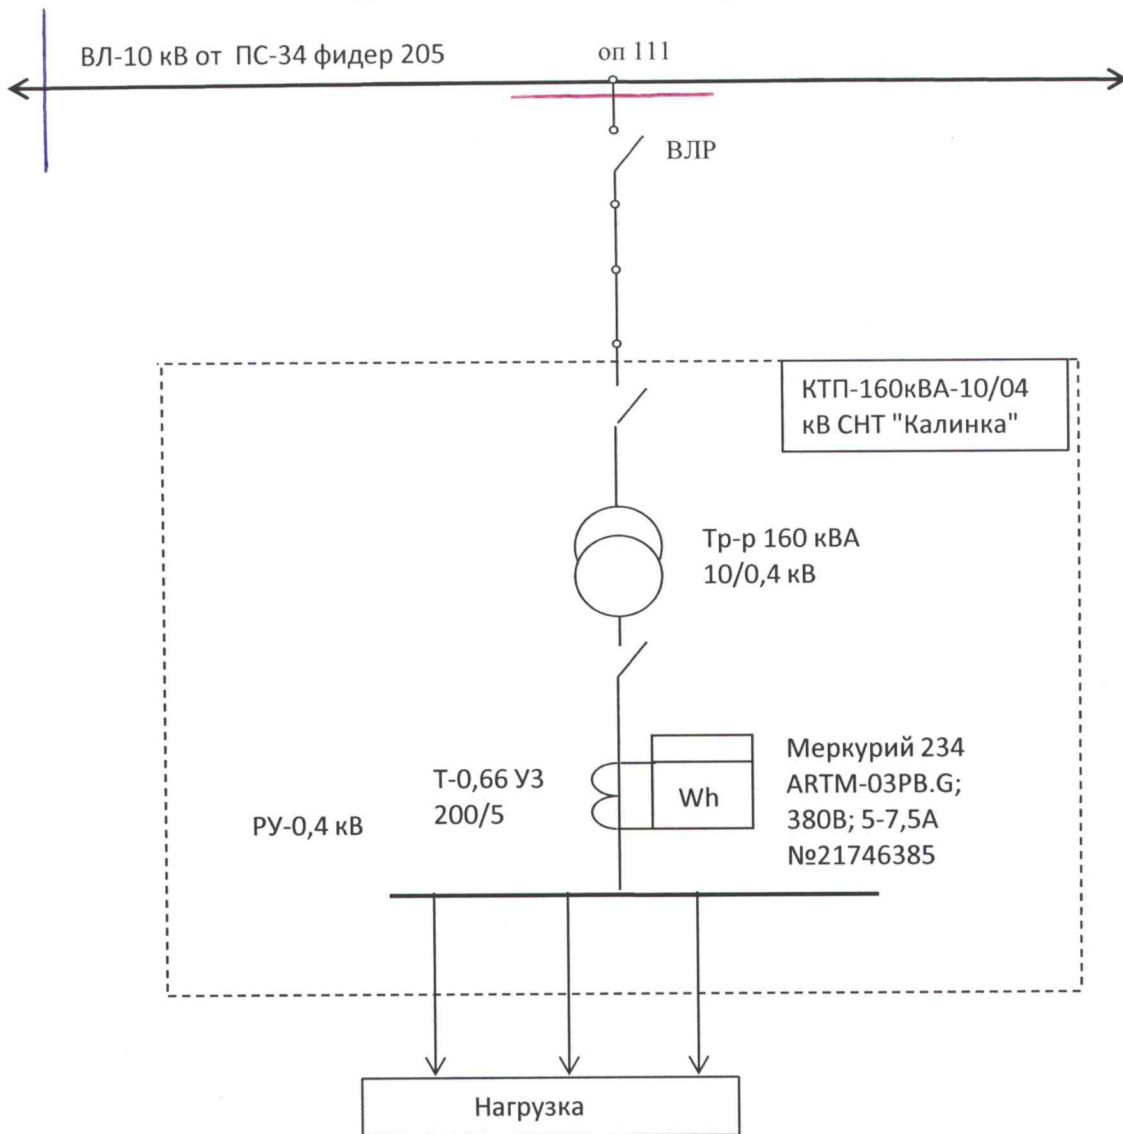 ВЛ-10 кВ от ПС-34 фидер 205
оп 111
ВЛР
КТП-160кВА-10/04
кВ СНТ "Калинка"
Тр-р 160 кВА
10/0,4 кВ
Т-0,66 У3
200/5
Wh
Меркурий 234
ARTM-03PB.G;
380В; 5-7,5А
№21746385
РУ-0,4 кВ
Нагрузка